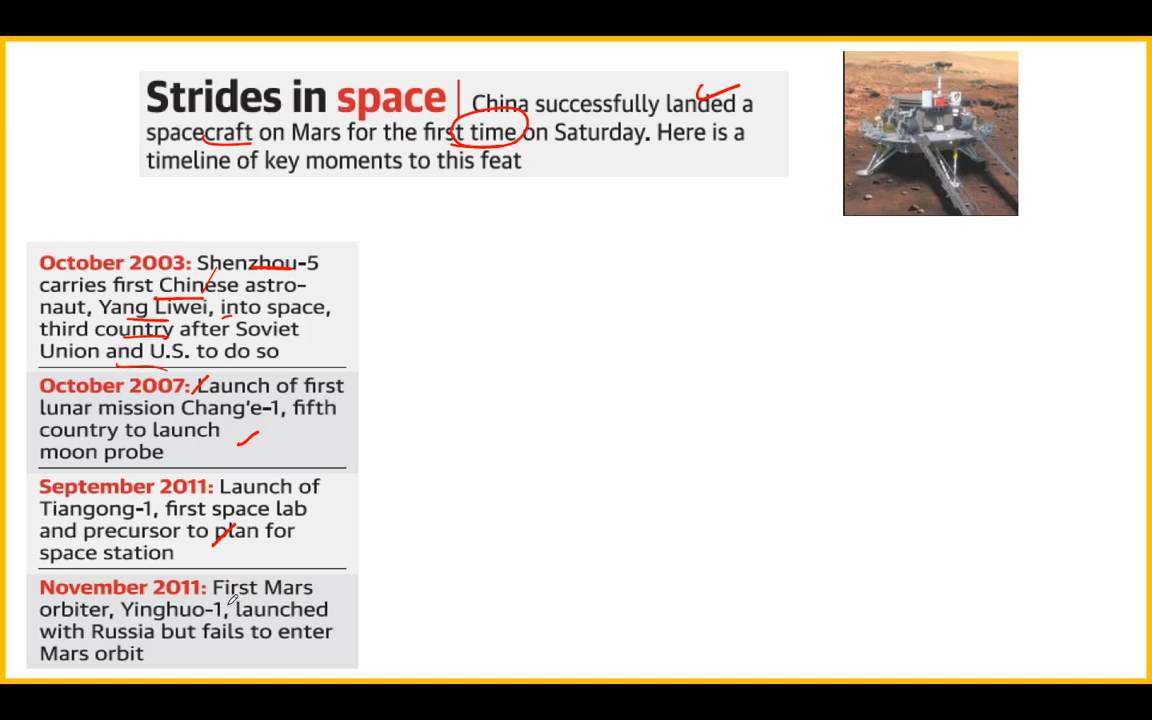 Strides in space | China successfully landed a
spacecraft on Mars for the first time on Saturday. Here is a
timeline of key moments to this feat
October 2003: Shenzhou-5
carries first Chinese astro-
naut, Yang Liwei, into space,
third country after Soviet
Union and U.S. to do so
October 2007: Launch of first
lunar mission Chang'e-1, fifth
country to launch
moon probe
September 2011: Launch of
Tiangong-1, first space lab
and precursor to plan for
space station
November 2011: First Mars
orbiter, Yinghuo-1, launched
with Russia but fails to enter
Mars orbit